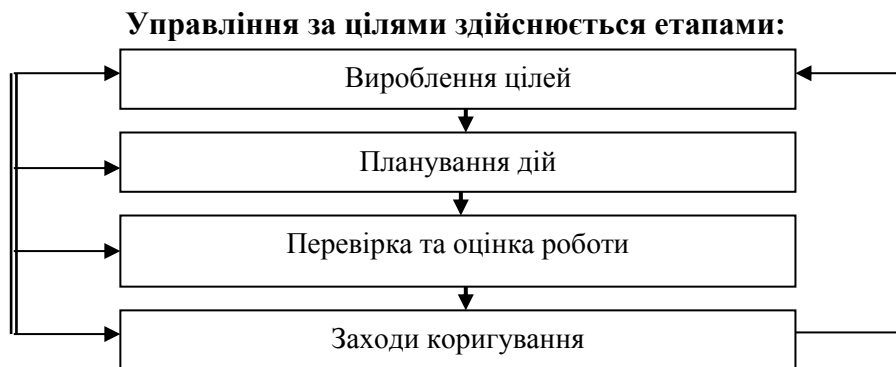 Управління за цілями здійснюється етапами:
Вироблення цілей
Планування дій
Перевірка та оцінка роботи
Заходи коригування